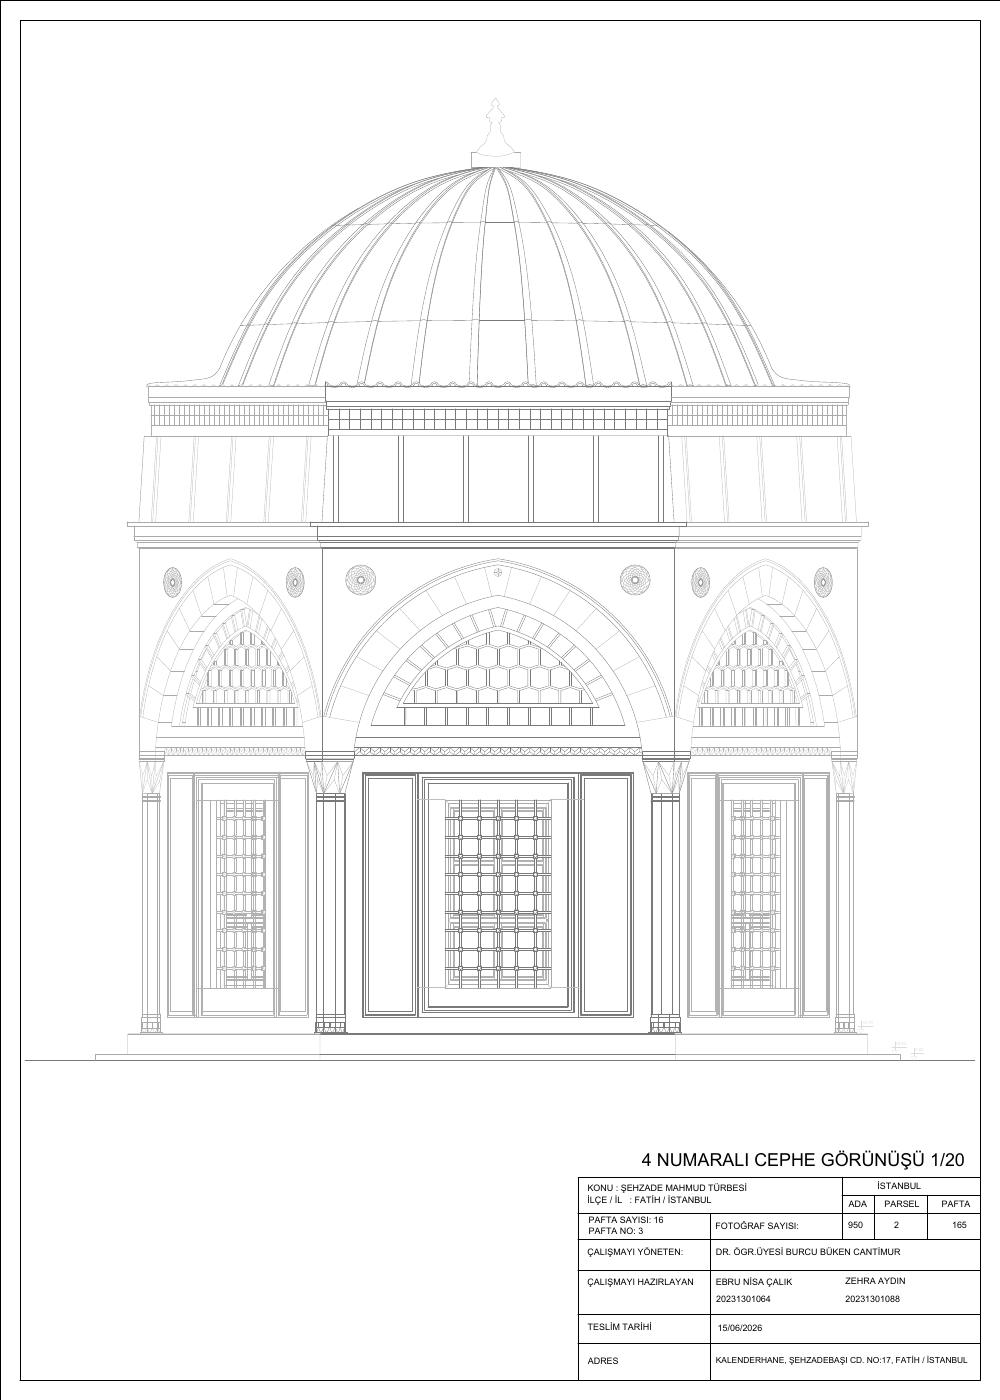 4 NUMARALI CEPHE GÖRÜNÜŞÜ 1/20
KONU : ŞEHZADE MAHMUD TÜRBESİ
İLÇE / İL : FATİH / İSTANBUL
İSTANBUL
ADA PARSEL PAFTA
PAFTA SAYISI: 16
PAFTA NO: 3
FOTOĞRAF SAYISI:
950 2 165
ÇALIŞMAYI YÖNETEN:
DR. ÖGR.ÜYESİ BURCU BÜKEN CANTİMUR
ÇALIŞMAYI HAZIRLAYAN
EBRU NİSA ÇALIK ZEHRA AYDIN
20231301064 20231301088
TESLİM TARİHİ
15/06/2026
ADRES
KALENDERHANE, ŞEHZADEBAŞI CD. NO:17, FATİH / İSTANBUL